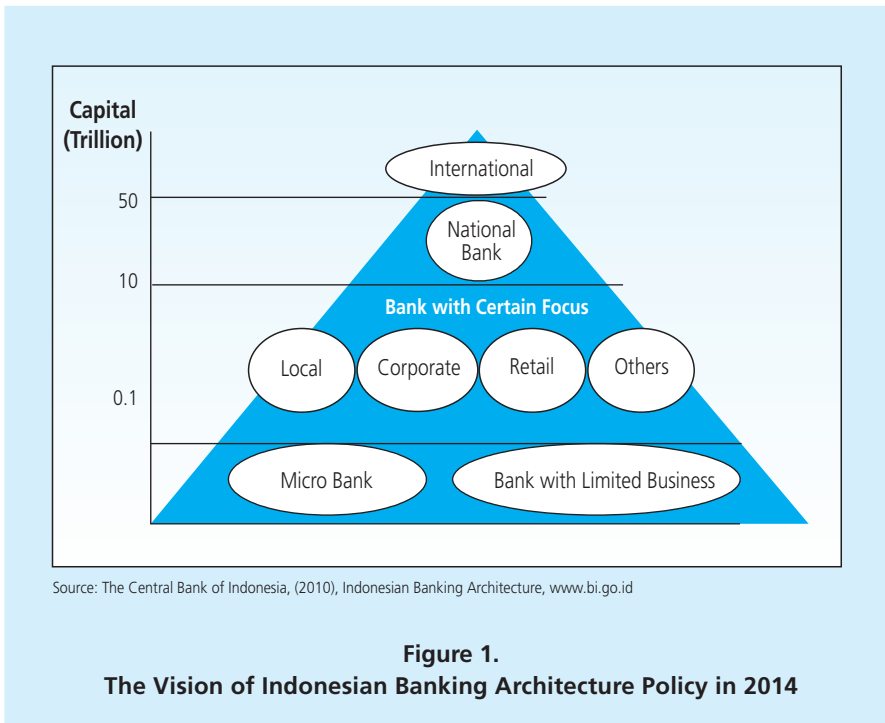 Capital
(Trillion)
International
50
National
Bank
10
Bank with Certain Focus
Local
Corporate
Retail
Others
0.1
Micro Bank
Bank with Limited Business
Source: The Central Bank of Indonesia, (2010), Indonesian Banking Architecture, www.bi.go.id
Figure 1.
The Vision of Indonesian Banking Architecture Policy in 2014